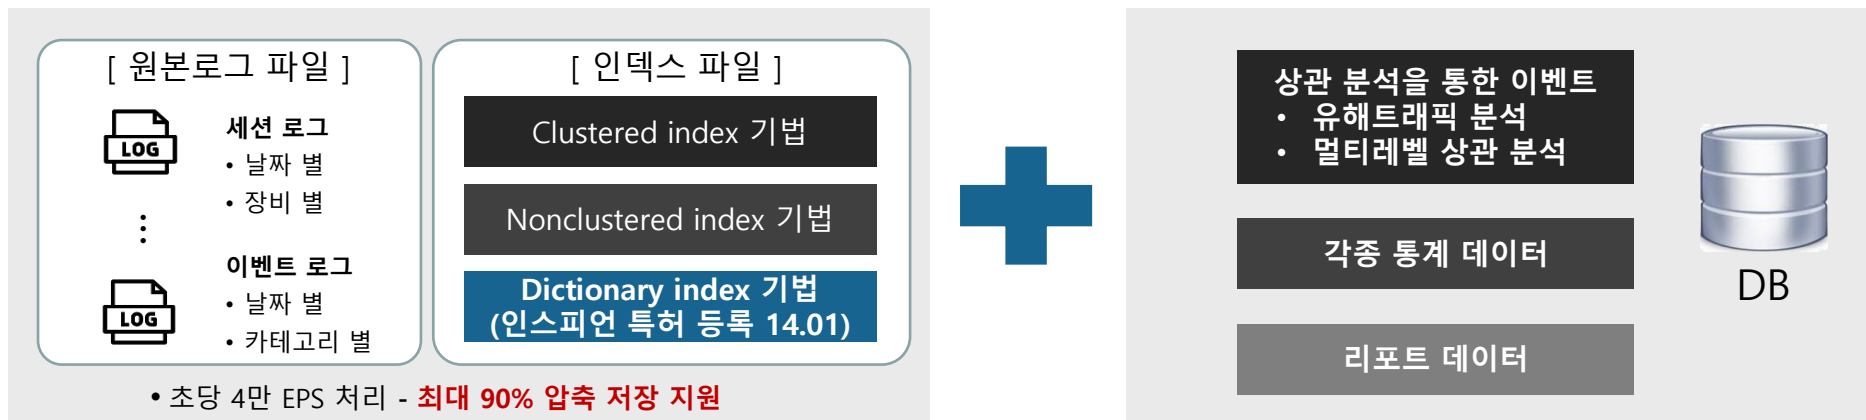 [ 원본로그 파일 ]
LOG
세션 로그
• 날짜 별
• 장비 별
⋮
LOG
이벤트 로그
• 날짜 별
• 카테고리 별
[ 인덱스 파일 ]
Clustered index 기법
Nonclustered index 기법
Dictionary index 기법
(인스피언 특허 등록 14.01)
• 초당 4만 EPS 처리 - 최대 90% 압축 저장 지원
상관 분석을 통한 이벤트
• 유해트래픽 분석
• 멀티레벨 상관 분석
각종 통계 데이터
리포트 데이터
DB